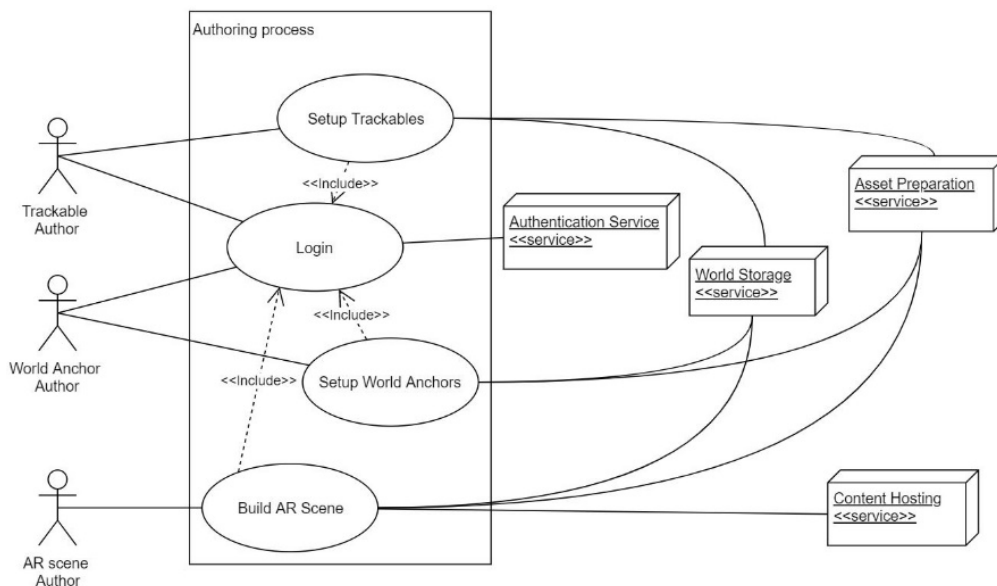 Authoring process
Setup Trackables
<<Include>>
Trackable
Author
Login
Authentication Service
<<service>>
Asset Preparation
<<service>>
World Storage
<<service>>
<<Include>>
World Anchor
Author
<<Include>>
Setup World Anchors
Build AR Scene
Content Hosting
<<service>>
AR scene
Author